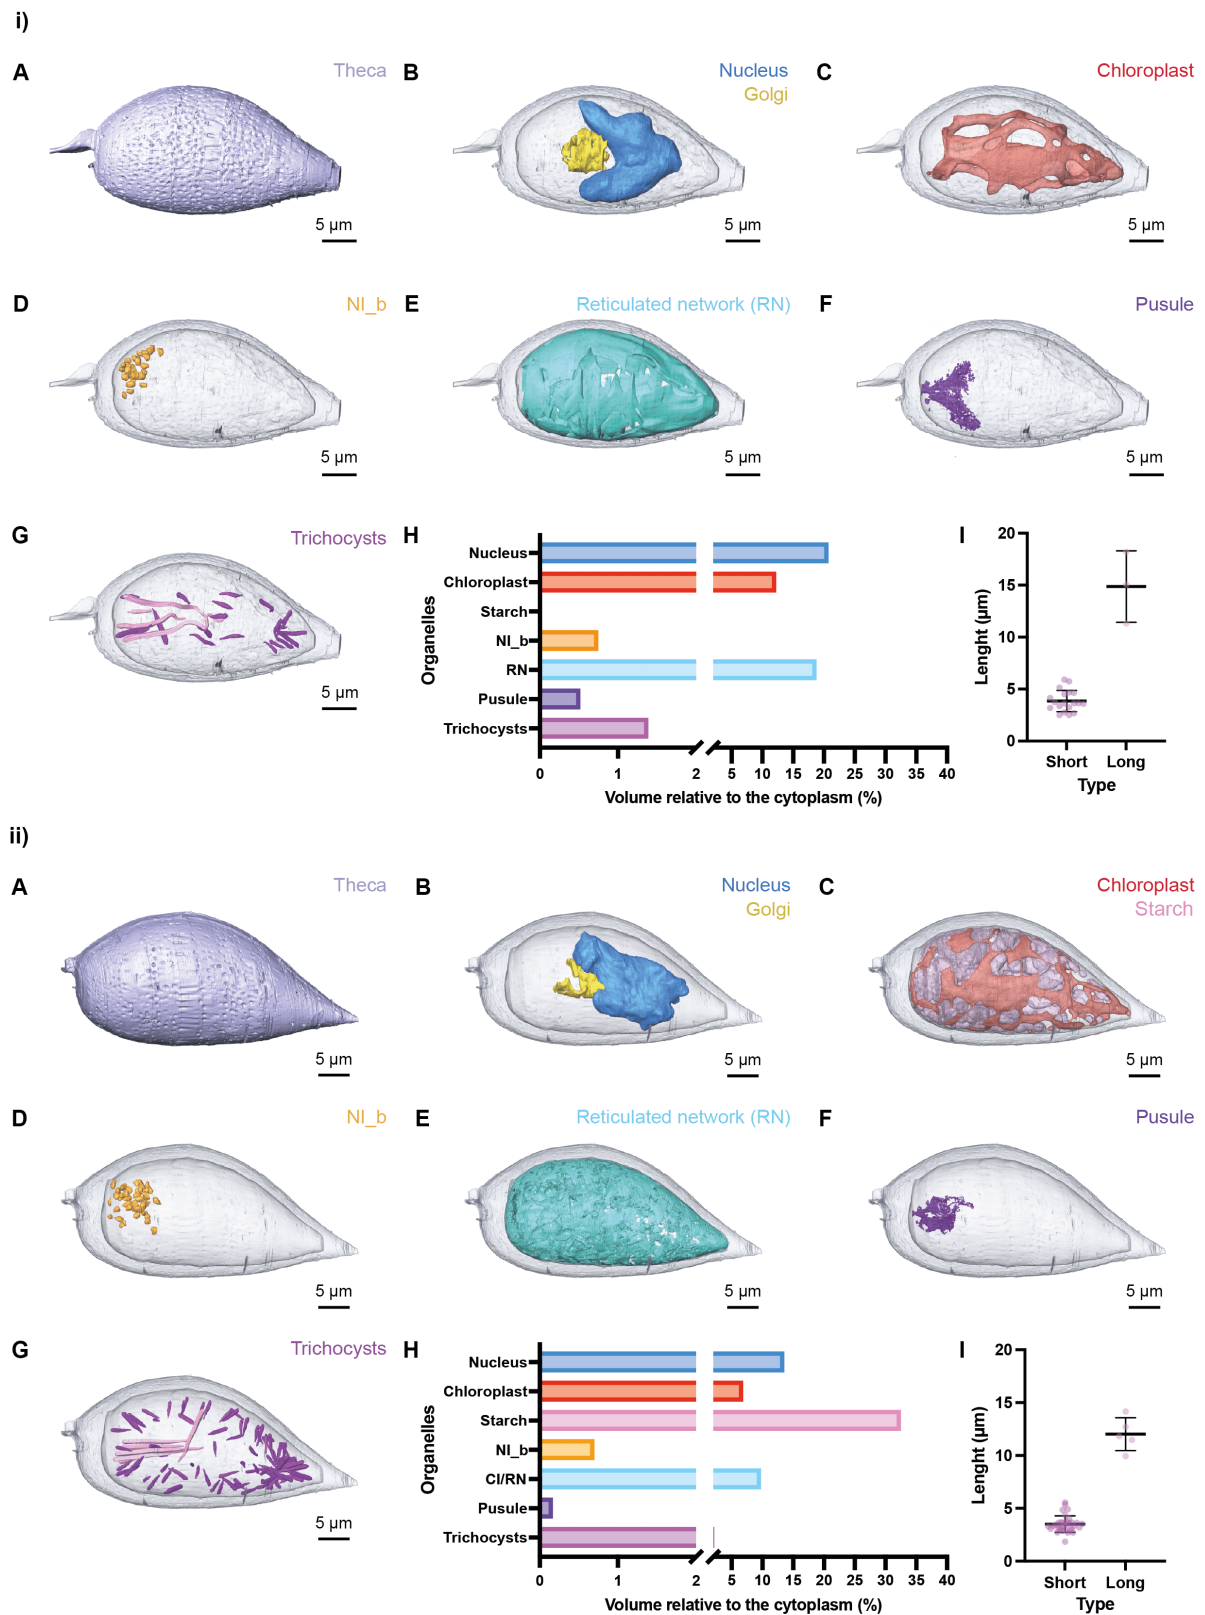 i)
A
Theca
B
Nucleus
Golgi
C
Chloroplast
5 µm
5 µm
5 µm
D
NI_b
E
Reticulated network (RN)
F
Pusule
5 µm
5 µm
5 µm
G
Trichocysts
5 µm
H
Organelles
Nucleus
Chloroplast
Starch
NI_b
RN
Pusule
Trichocysts
0 1 2 5 10 15 20 25 30 35 40
Volume relative to the cytoplasm (%)
I
Lenght (µm)
20
15
10
5
0
Short Long
Type
ii)
A
Theca
B
Nucleus
Golgi
C
Chloroplast
Starch
5 µm
5 µm
5 µm
D
NI_b
E
Reticulated network (RN)
F
Pusule
5 µm
5 µm
5 µm
G
Trichocysts
5 µm
H
Organelles
Nucleus
Chloroplast
Starch
NI_b
CI/RN
Pusule
Trichocysts
0 1 2 5 10 15 20 25 30 35 40
Volume relative to the cytoplasm (%)
I
Lenght (µm)
20
15
10
5
0
Short Long
Type